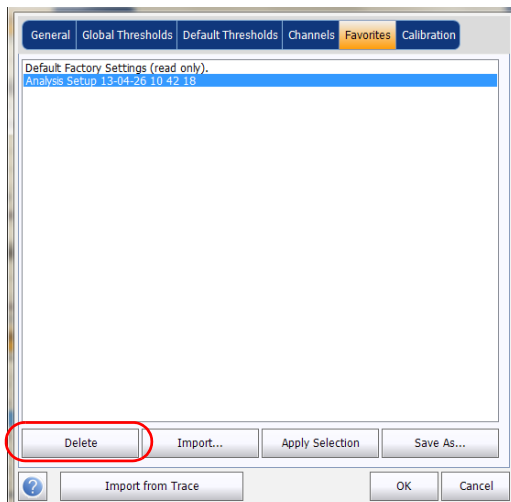 General Global Thresholds Default Thresholds Channels Favorites Calibration
Default Factory Settings (read only).
Analysis Setup 13-04-26 10 42 18
Delete Import... Apply Selection Save As...
? Import from Trace OK Cancel